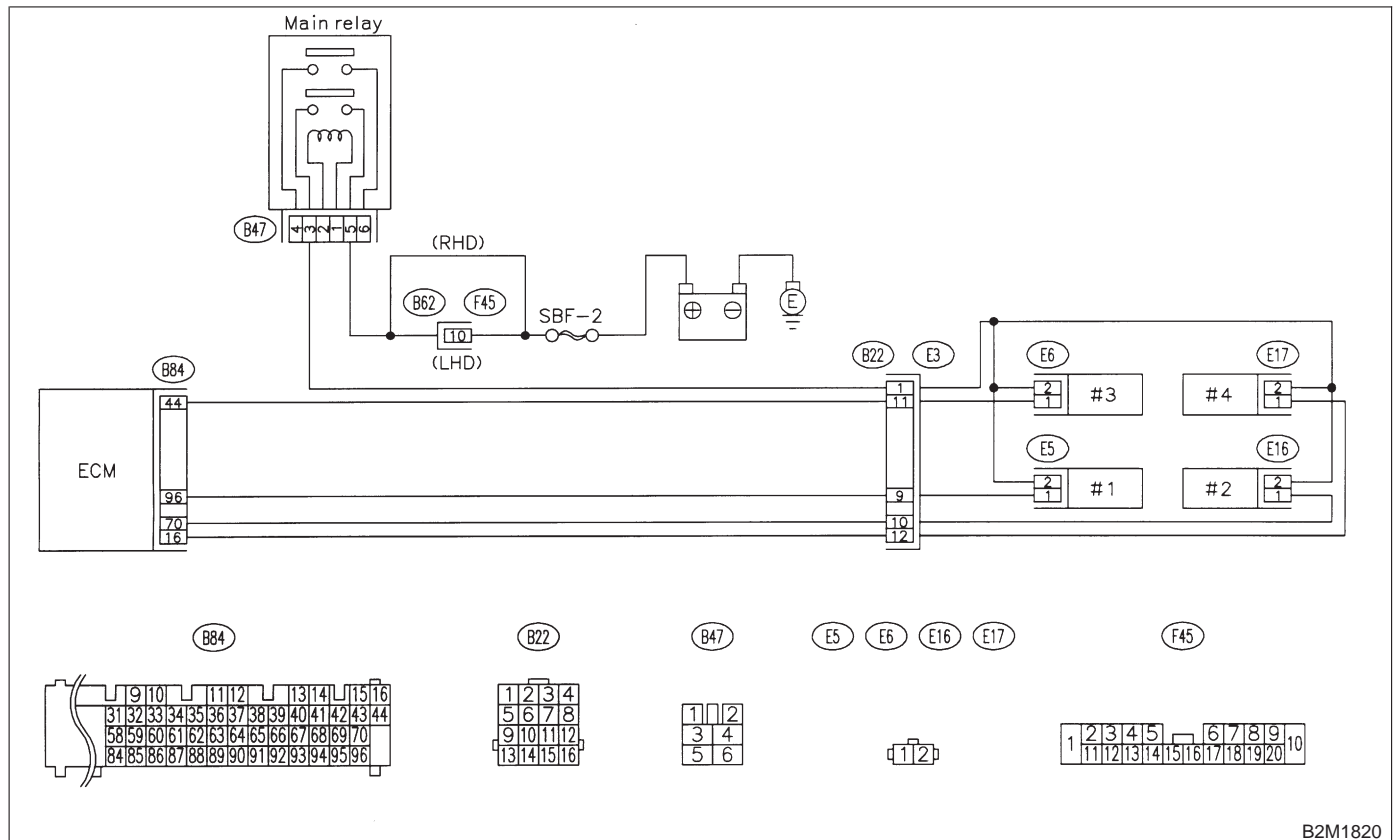 Main relay
B47
4 3 2 1 5 6
(RHD)
B62 F45
SBF-2
10
(LHD)
E
B84
B22 E3
E6
E17
44
1
11
2
1
#3
#4
2
1
ECM
E5
E16
96
9
2
1
#1
#2
2
1
70
10
16
12
B84
B22
B47
E5 E6 E16 E17
F45
9 10 11 12 13 14 15 16
31 32 33 34 35 36 37 38 39 40 41 42 43 44
58 59 60 61 62 63 64 65 66 67 68 69 70
84 85 86 87 88 89 90 91 92 93 94 95 96
1 2 3 4
5 6 7 8
9 10 11 12
13 14 15 16
1 2
3 4
5 6
1 2
1 2 3 4 5 6 7 8 9 10
11 12 13 14 15 16 17 18 19 20
B2M1820